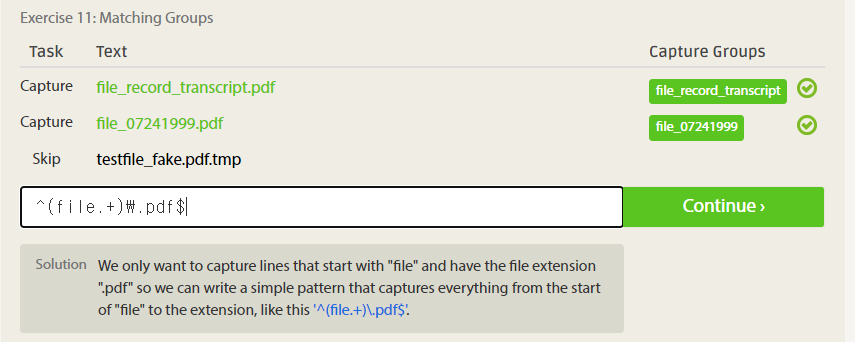 Exercise 11: Matching Groups
Task Text Capture Groups
Capture file_record_transcript.pdf file_record_transcript
Capture file_07241999.pdf file_07241999
Skip testfile_fake.pdf.tmp
^(file.+)₩.pdf$ Continue ›
Solution We only want to capture lines that start with "file" and have the file extension
".pdf" so we can write a simple pattern that captures everything from the start
of "file" to the extension, like this '^(file.+)\.pdf$'.